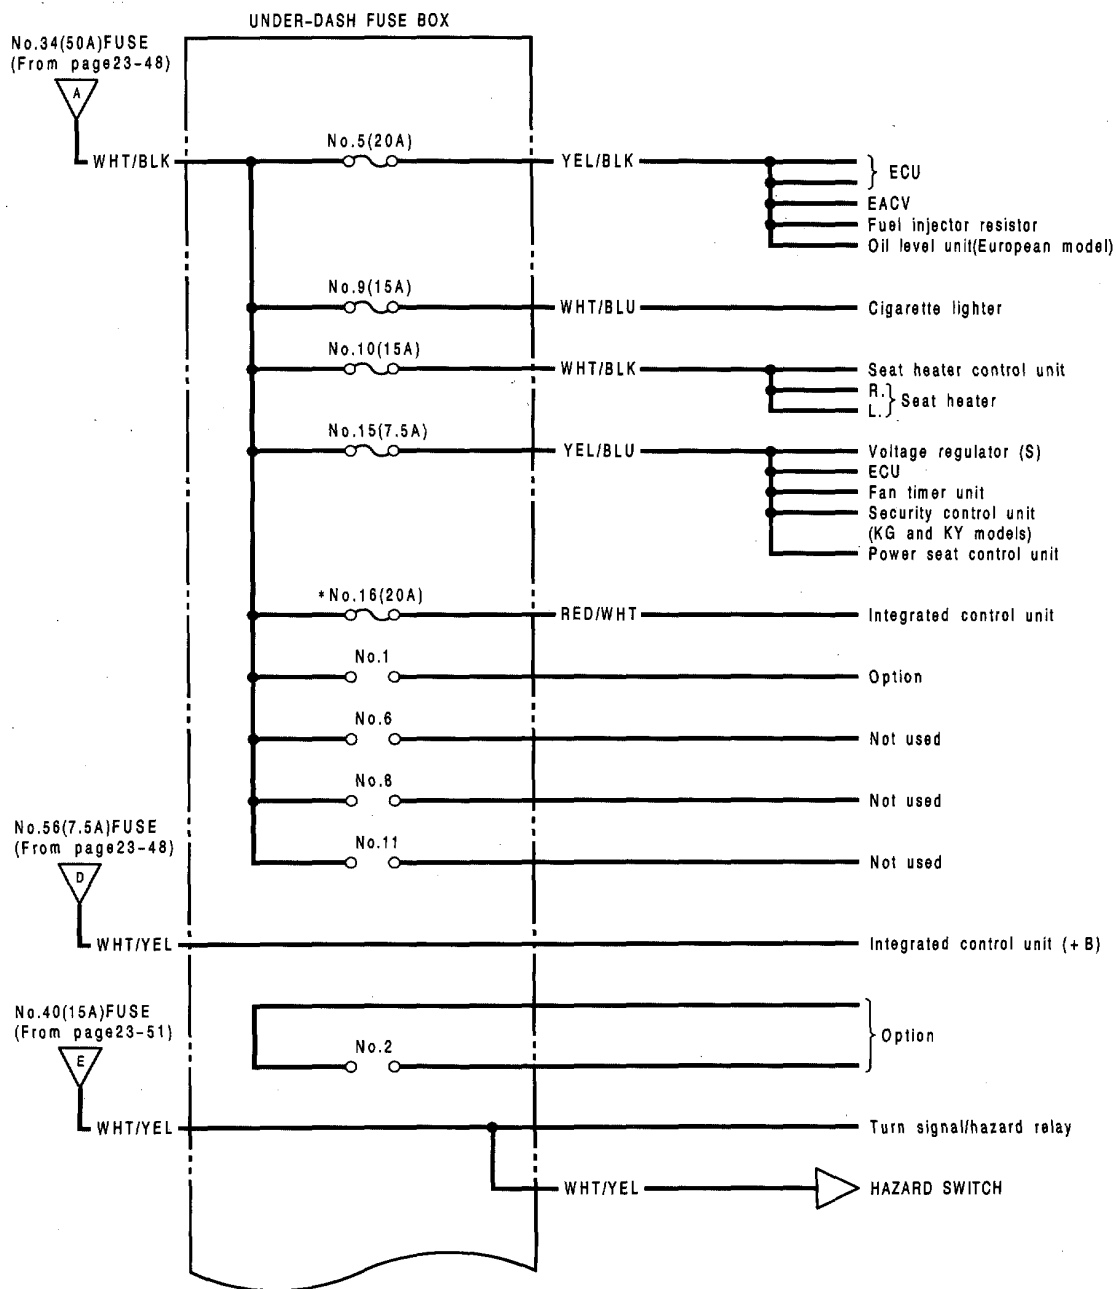 UNDER-DASH FUSE BOX
No.34(50A)FUSE
(From page23-48)
A
WHT/BLK
No.5(20A)
YEL/BLK
ECU
EACV
Fuel injector resistor
Oil level unit(European model)
No.9(15A)
WHT/BLU
Cigarette lighter
No.10(15A)
WHT/BLK
Seat heater control unit
R.
L.
Seat heater
No.15(7.5A)
YEL/BLU
Voltage regulator (S)
ECU
Fan timer unit
Security control unit
(KG and KY models)
Power seat control unit
*No.16(20A)
RED/WHT
Integrated control unit
No.1
Option
No.6
Not used
No.8
Not used
No.11
Not used
No.56(7.5A)FUSE
(From page23-48)
D
WHT/YEL
Integrated control unit (+B)
No.40(15A)FUSE
(From page23-51)
E
No.2
Option
WHT/YEL
Turn signal/hazard relay
WHT/YEL
HAZARD SWITCH